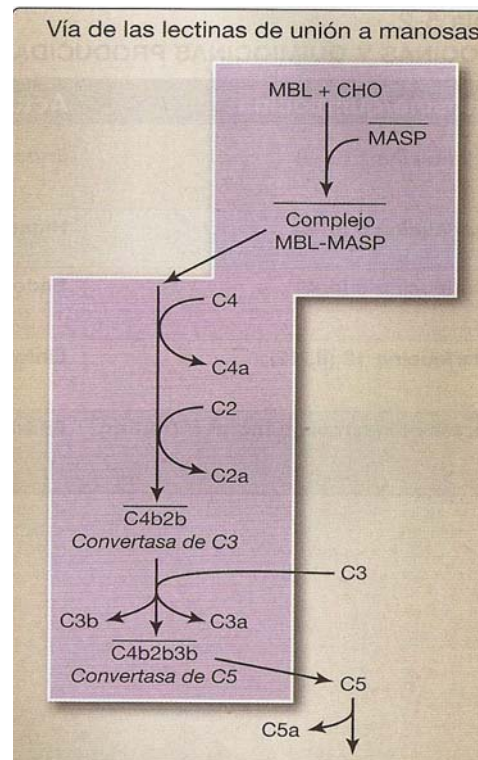 Vía de las lectinas de unión a manosas
MBL + CHO
MASP
Complejo
MBL-MASP
C4
C4a
C2
C2a
C4b2b
Convertasa de C3
C3
C3b
C3a
C4b2b3b
Convertasa de C5
C5
C5a